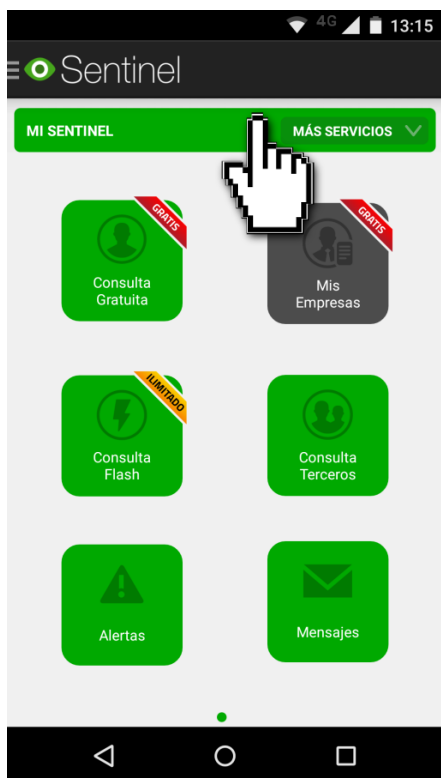 4G 13:15
Sentinel
MI SENTINEL MÁS SERVICIOS
GRATIS
Consulta
Gratuita
GRATIS
Mis
Empresas
ILIMITADO
Consulta
Flash
Consulta
Terceros
Alertas
Mensajes